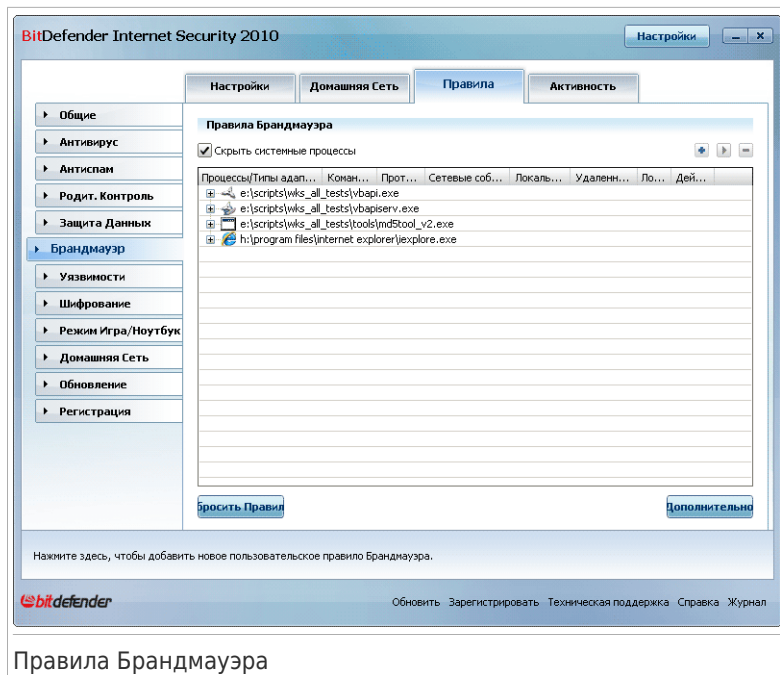 BitDefender Internet Security 2010 Настройки
Настройки Домашняя Сеть Правила Активность
Общие
Антивирус
Антиспам
Родит. Контроль
Защита Данных
Брандмауэр
Уязвимости
Шифрование
Режим Игра/Ноутбук
Домашняя Сеть
Обновление
Регистрация
Правила Брандмауэра
Скрыть системные процессы
Процессы/Типы адап... Коман... Прот... Сетевые соб... Локаль... Удаленн... Ло... Дей...
e:\scripts\wks_all_tests\vbapi.exe
e:\scripts\wks_all_tests\vbapiserv.exe
e:\scripts\wks_all_tests\tools\md5tool_v2.exe
h:\program files\internet explorer\iexplore.exe
бросить Правил Дополнительно
Нажмите здесь, чтобы добавить новое пользовательское правило Брандмауэра.
bitdefender Обновить Зарегистрировать Техническая поддержка Справка Журнал
Правила Брандмауэра